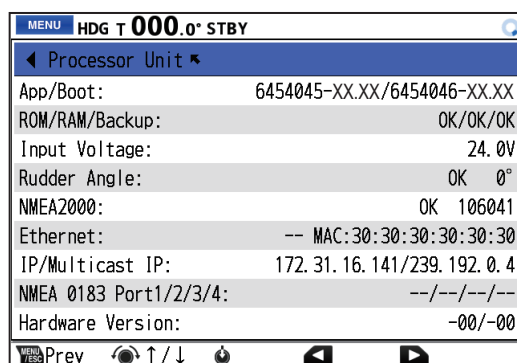 MENU HDG T 000.0° STBY
Processor Unit
App/Boot: 6454045-XX.XX/6454046-XX.XX
ROM/RAM/Backup: OK/OK/OK
Input Voltage: 24.0V
Rudder Angle: OK 0°
NMEA2000: OK 106041
Ethernet: -- MAC:30:30:30:30:30:30
IP/Multicast IP: 172.31.16.141/239.192.0.4
NMEA 0183 Port1/2/3/4: --/--/--/--
Hardware Version: -00/-00
MENU/ESC Prev ↑/↓